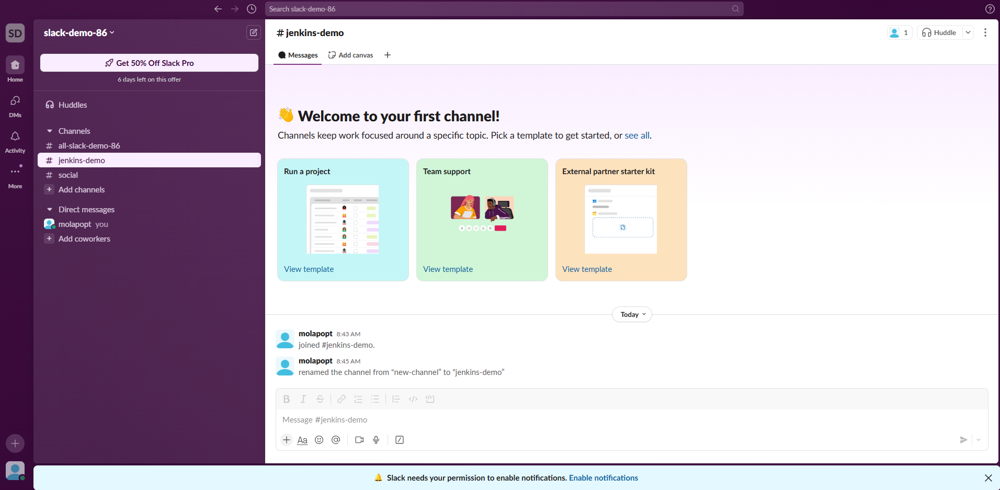 Search slack-demo-86
SD
slack-demo-86
Get 50% Off Slack Pro
6 days left on this offer
Home
DMs
Activity
More
Huddles
Channels
# all-slack-demo-86
# jenkins-demo
# social
+ Add channels
Direct messages
molapopt you
+ Add coworkers
# jenkins-demo
1
Huddle
Messages
Add canvas
+
👋 Welcome to your first channel!
Channels keep work focused around a specific topic. Pick a template to get started, or see all.
Run a project
View template
Team support
View template
External partner starter kit
View template
Today
molapopt 8:43 AM
joined #jenkins-demo.
molapopt 8:45 AM
renamed the channel from “new-channel” to “jenkins-demo”
B I S
Message #jenkins-demo
+ Aa @
🔔 Slack needs your permission to enable notifications. Enable notifications